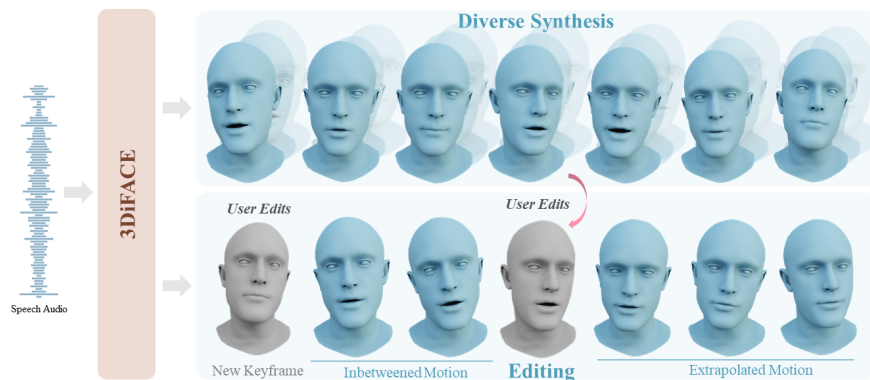 Diverse Synthesis
3DiFACE
Speech Audio
User Edits
User Edits
New Keyframe
Inbetweened Motion
Editing
Extrapolated Motion